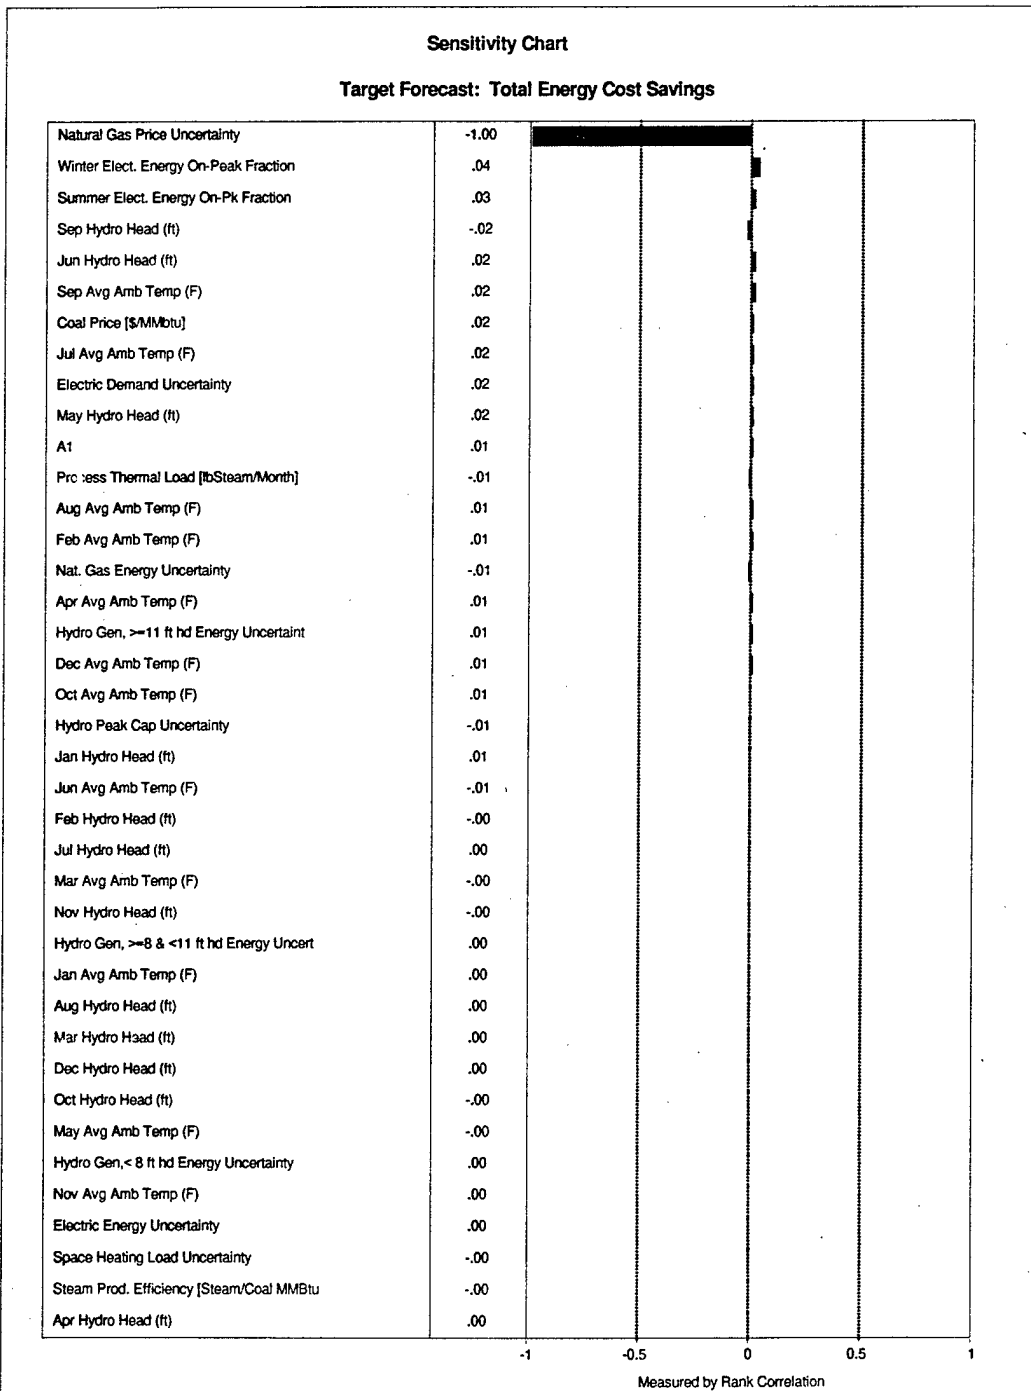 Sensitivity Chart
Target Forecast: Total Energy Cost Savings
Natural Gas Price Uncertainty -1.00
Winter Elect. Energy On-Peak Fraction .04
Summer Elect. Energy On-Pk Fraction .03
Sep Hydro Head (ft) -.02
Jun Hydro Head (ft) .02
Sep Avg Amb Temp (F) .02
Coal Price [$/MMbtu] .02
Jul Avg Amb Temp (F) .02
Electric Demand Uncertainty .02
May Hydro Head (ft) .02
A1 .01
Process Thermal Load [lbSteam/Month] -.01
Aug Avg Amb Temp (F) .01
Feb Avg Amb Temp (F) .01
Nat. Gas Energy Uncertainty -.01
Apr Avg Amb Temp (F) .01
Hydro Gen, >=11 ft hd Energy Uncertaint .01
Dec Avg Amb Temp (F) .01
Oct Avg Amb Temp (F) .01
Hydro Peak Cap Uncertainty -.01
Jan Hydro Head (ft) .01
Jun Avg Amb Temp (F) -.01
Feb Hydro Head (ft) -.00
Jul Hydro Head (ft) .00
Mar Avg Amb Temp (F) -.00
Nov Hydro Head (ft) -.00
Hydro Gen, >=8 & <11 ft hd Energy Uncert .00
Jan Avg Amb Temp (F) .00
Aug Hydro Head (ft) .00
Mar Hydro Head (ft) .00
Dec Hydro Head (ft) .00
Oct Hydro Head (ft) -.00
May Avg Amb Temp (F) -.00
Hydro Gen,< 8 ft hd Energy Uncertainty .00
Nov Avg Amb Temp (F) .00
Electric Energy Uncertainty .00
Space Heating Load Uncertainty -.00
Steam Prod. Efficiency [Steam/Coal MMBtu -.00
Apr Hydro Head (ft) .00
-1 -0.5 0 0.5 1
Measured by Rank Correlation